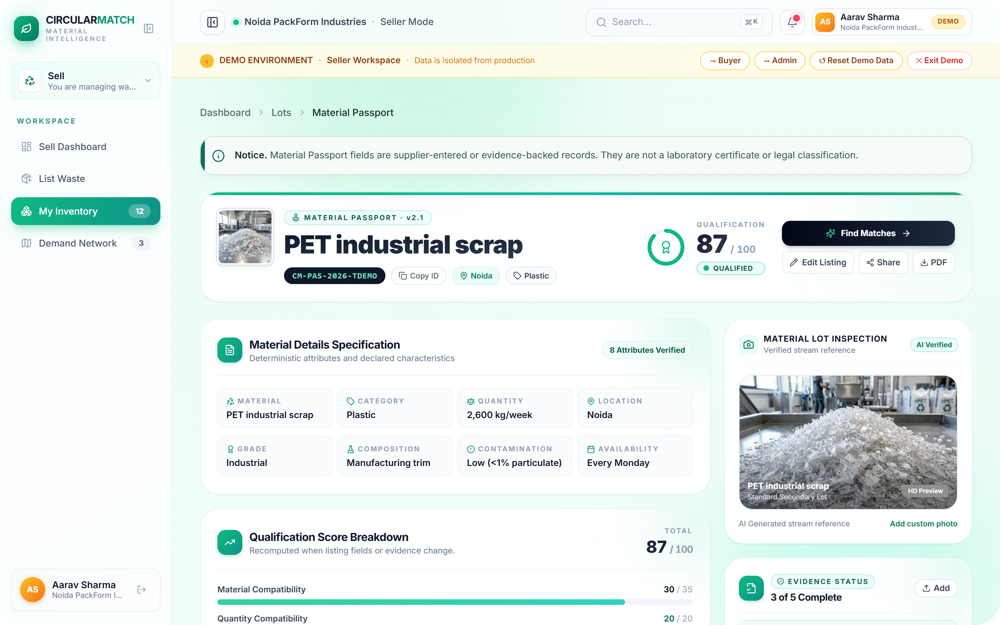 CIRCULARMATCH
MATERIAL
INTELLIGENCE
Sell
You are managing wa...
WORKSPACE
Sell Dashboard
List Waste
My Inventory 12
Demand Network 3
AS
Aarav Sharma
Noida PackForm I...
Noida PackForm Industries · Seller Mode
Search...
⌘K
AS
Aarav Sharma
Noida PackForm Indust...
DEMO
DEMO ENVIRONMENT · Seller Workspace · Data is isolated from production
→ Buyer
→ Admin
↺ Reset Demo Data
✕ Exit Demo
Dashboard > Lots > Material Passport
Notice. Material Passport fields are supplier-entered or evidence-backed records. They are not a laboratory certificate or legal classification.
MATERIAL PASSPORT · v2.1
PET industrial scrap
CM-PAS-2026-TDEMO
Copy ID
Noida
Plastic
QUALIFICATION
87 / 100
QUALIFIED
Find Matches →
Edit Listing
Share
PDF
Material Details Specification
Deterministic attributes and declared characteristics
8 Attributes Verified
MATERIAL
PET industrial scrap
CATEGORY
Plastic
QUANTITY
2,600 kg/week
LOCATION
Noida
GRADE
Industrial
COMPOSITION
Manufacturing trim
CONTAMINATION
Low (<1% particulate)
AVAILABILITY
Every Monday
Qualification Score Breakdown
Recomputed when listing fields or evidence change.
TOTAL
87 / 100
Material Compatibility 30 / 35
Quantity Compatibility 20 / 20
MATERIAL LOT INSPECTION
Verified stream reference
AI Verified
PET industrial scrap
Standard Secondary Lot
HD Preview
AI Generated stream reference
Add custom photo
EVIDENCE STATUS
3 of 5 Complete
Add